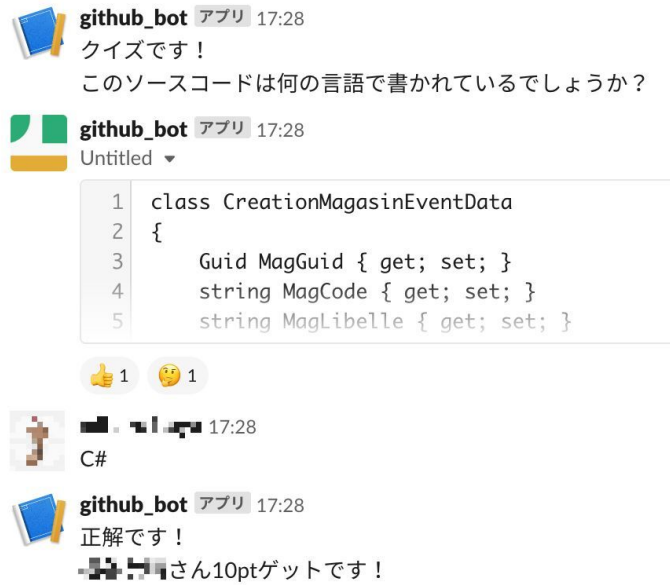 github_bot アプリ 17:28
クイズです！
このソースコードは何の言語で書かれているでしょうか？
github_bot アプリ 17:28
Untitled
1 class CreationMagasinEventData
2 {
3 Guid MagGuid { get; set; }
4 string MagCode { get; set; }
5 string MagLibelle { get; set; }
👍 1 🤔 1
17:28
C#
github_bot アプリ 17:28
正解です！
さん10ptゲットです！